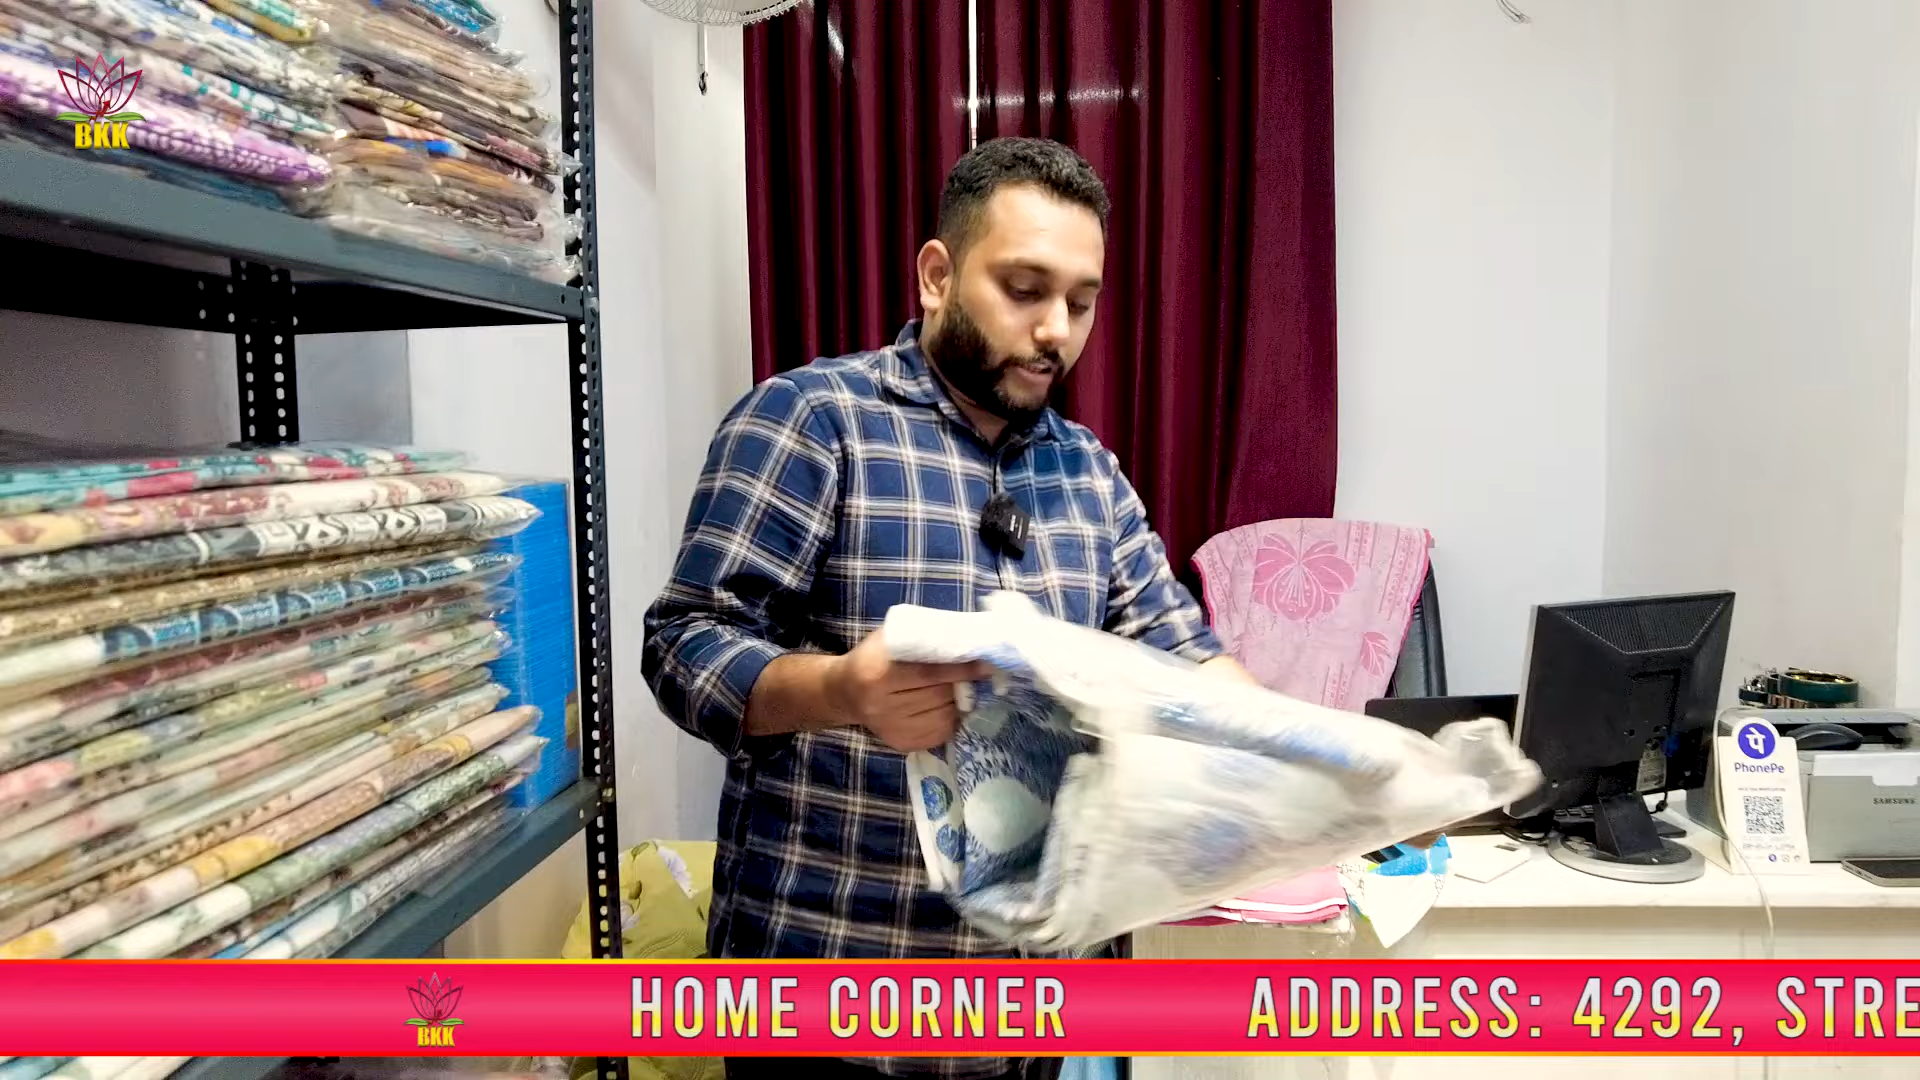 BKK
पे
PhonePe
SAMSUNG
BKK
HOME CORNER
ADDRESS: 4292, STRE